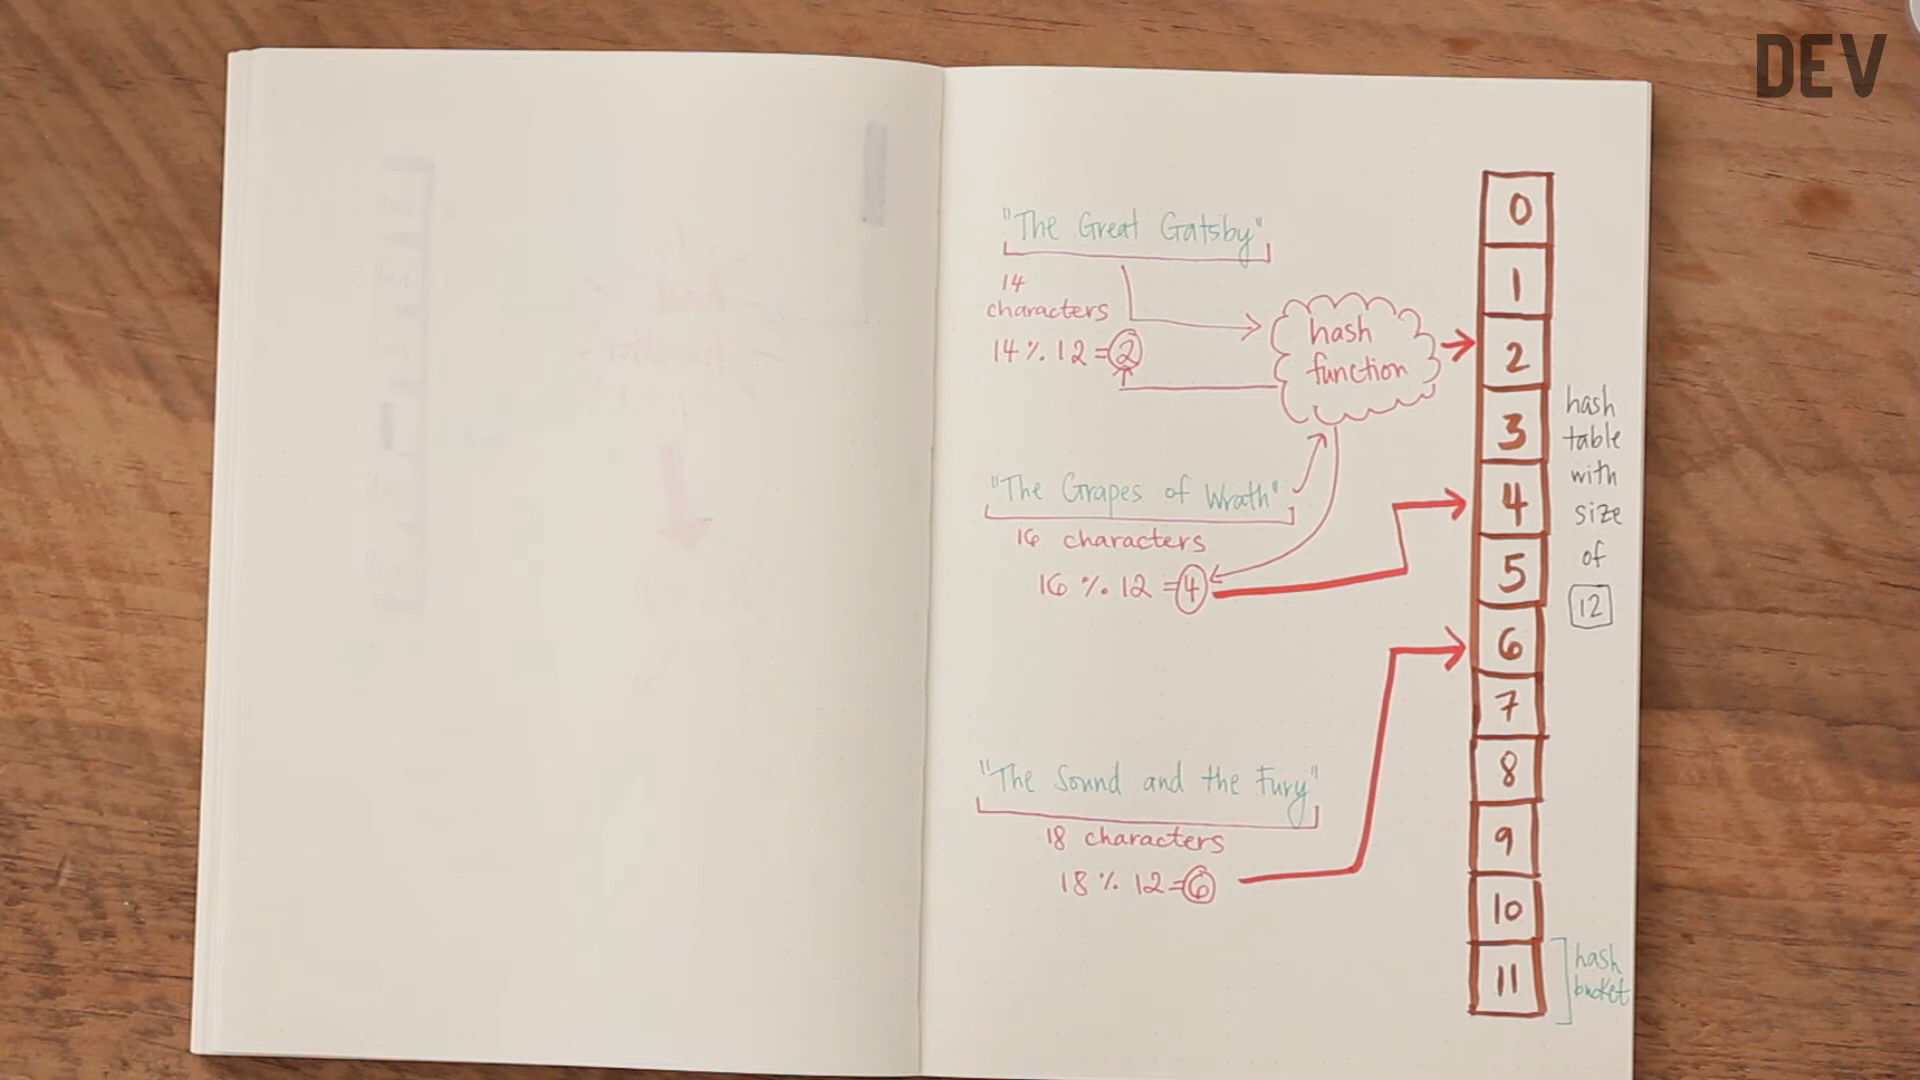 DEV
"The Great Gatsby"
14
characters
14 % 12 = 2
hash
function
"The Grapes of Wrath"
16 characters
16 % 12 = 4
"The Sound and the Fury"
18 characters
18 % 12 = 6
0
1
2
3
4
5
6
7
8
9
10
11
hash
table
with
size
of
12
hash
bucket